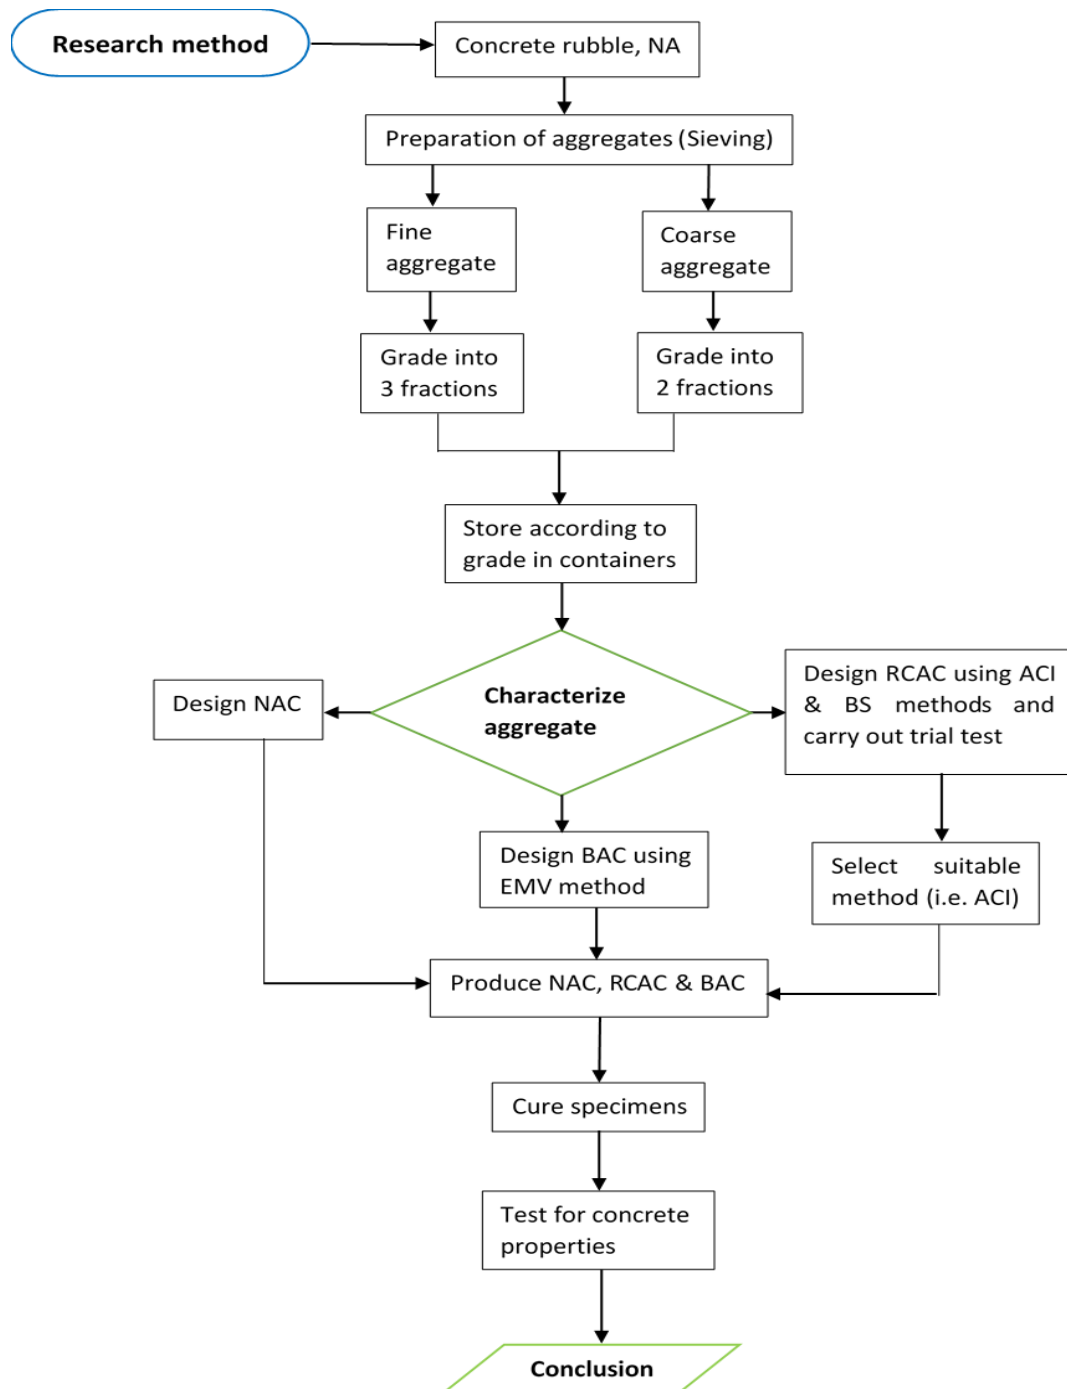 Research method
Concrete rubble, NA
Preparation of aggregates (Sieving)
Fine
aggregate
Coarse
aggregate
Grade into
3 fractions
Grade into
2 fractions
Store according to
grade in containers
Characterize
aggregate
Design NAC
Design RCAC using ACI
& BS methods and
carry out trial test
Design BAC using
EMV method
Select suitable
method (i.e. ACI)
Produce NAC, RCAC & BAC
Cure specimens
Test for concrete
properties
Conclusion